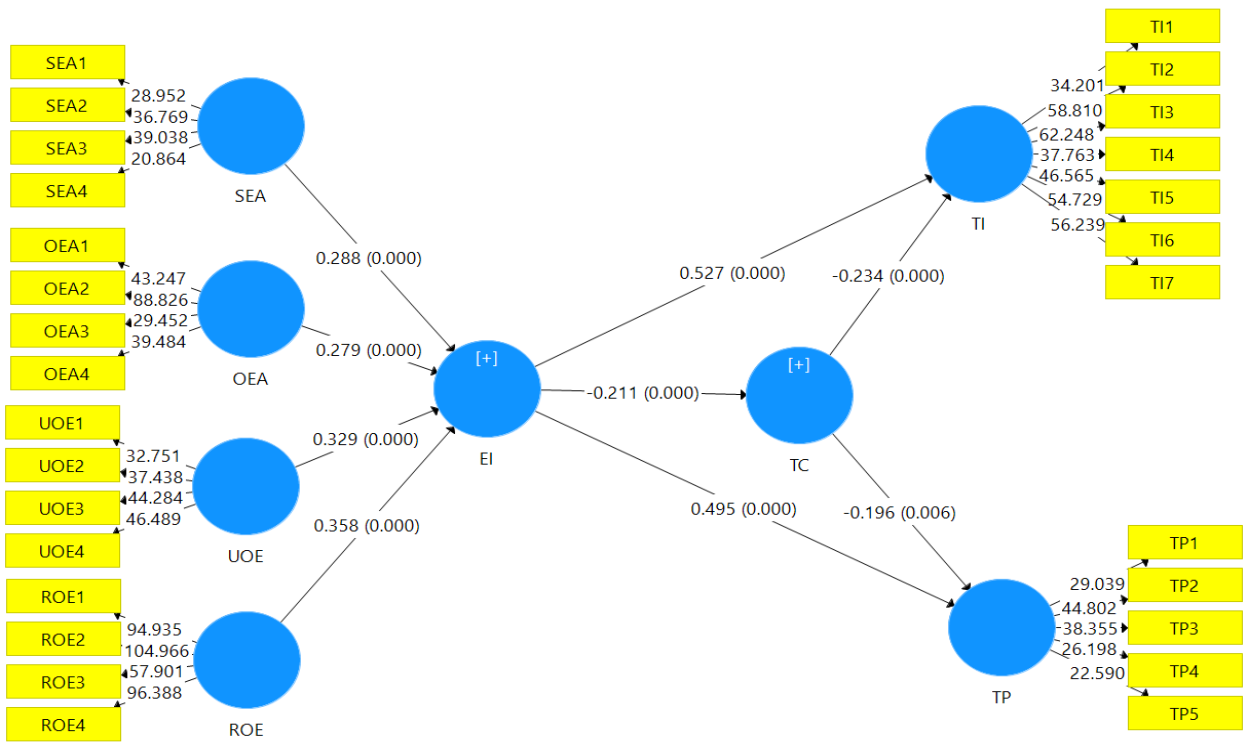 SEA1
SEA2
SEA3
SEA4
28.952
36.769
39.038
20.864
SEA
OEA1
OEA2
OEA3
OEA4
43.247
88.826
29.452
39.484
OEA
UOE1
UOE2
UOE3
UOE4
32.751
37.438
44.284
46.489
UOE
ROE1
ROE2
ROE3
ROE4
94.935
104.966
57.901
96.388
ROE
0.288 (0.000)
0.279 (0.000)
0.329 (0.000)
0.358 (0.000)
[+]
EI
0.527 (0.000)
-0.211 (0.000)
0.495 (0.000)
[+]
TC
-0.234 (0.000)
-0.196 (0.006)
TI
34.201
58.810
62.248
37.763
46.565
54.729
56.239
TI1
TI2
TI3
TI4
TI5
TI6
TI7
TP
29.039
44.802
38.355
26.198
22.590
TP1
TP2
TP3
TP4
TP5